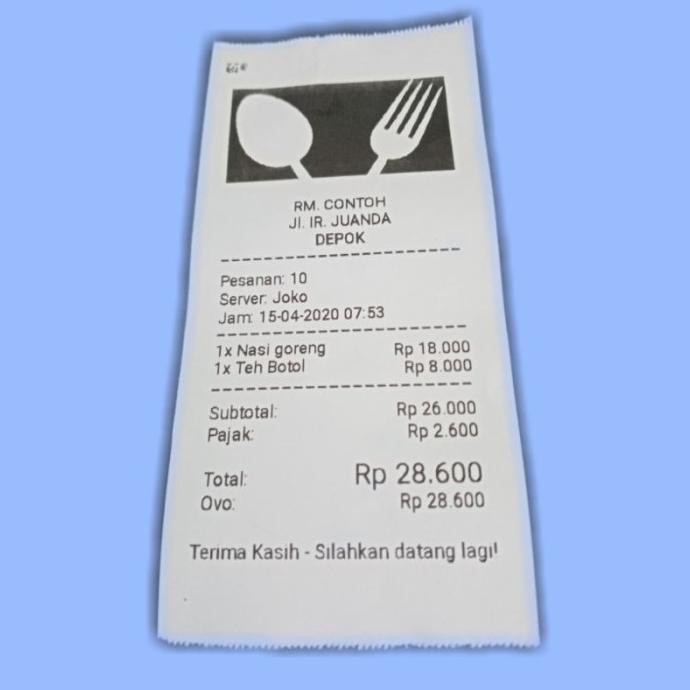 RM. CONTOH
Jl. IR. JUANDA
DEPOK
Pesanan: 10
Server: Joko
Jam: 15-04-2020 07:53
1x Nasi goreng Rp 18.000
1x Teh Botol Rp 8.000
Subtotal: Rp 26.000
Pajak: Rp 2.600
Total: Rp 28.600
Ovo: Rp 28.600
Terima Kasih - Silahkan datang lagi!